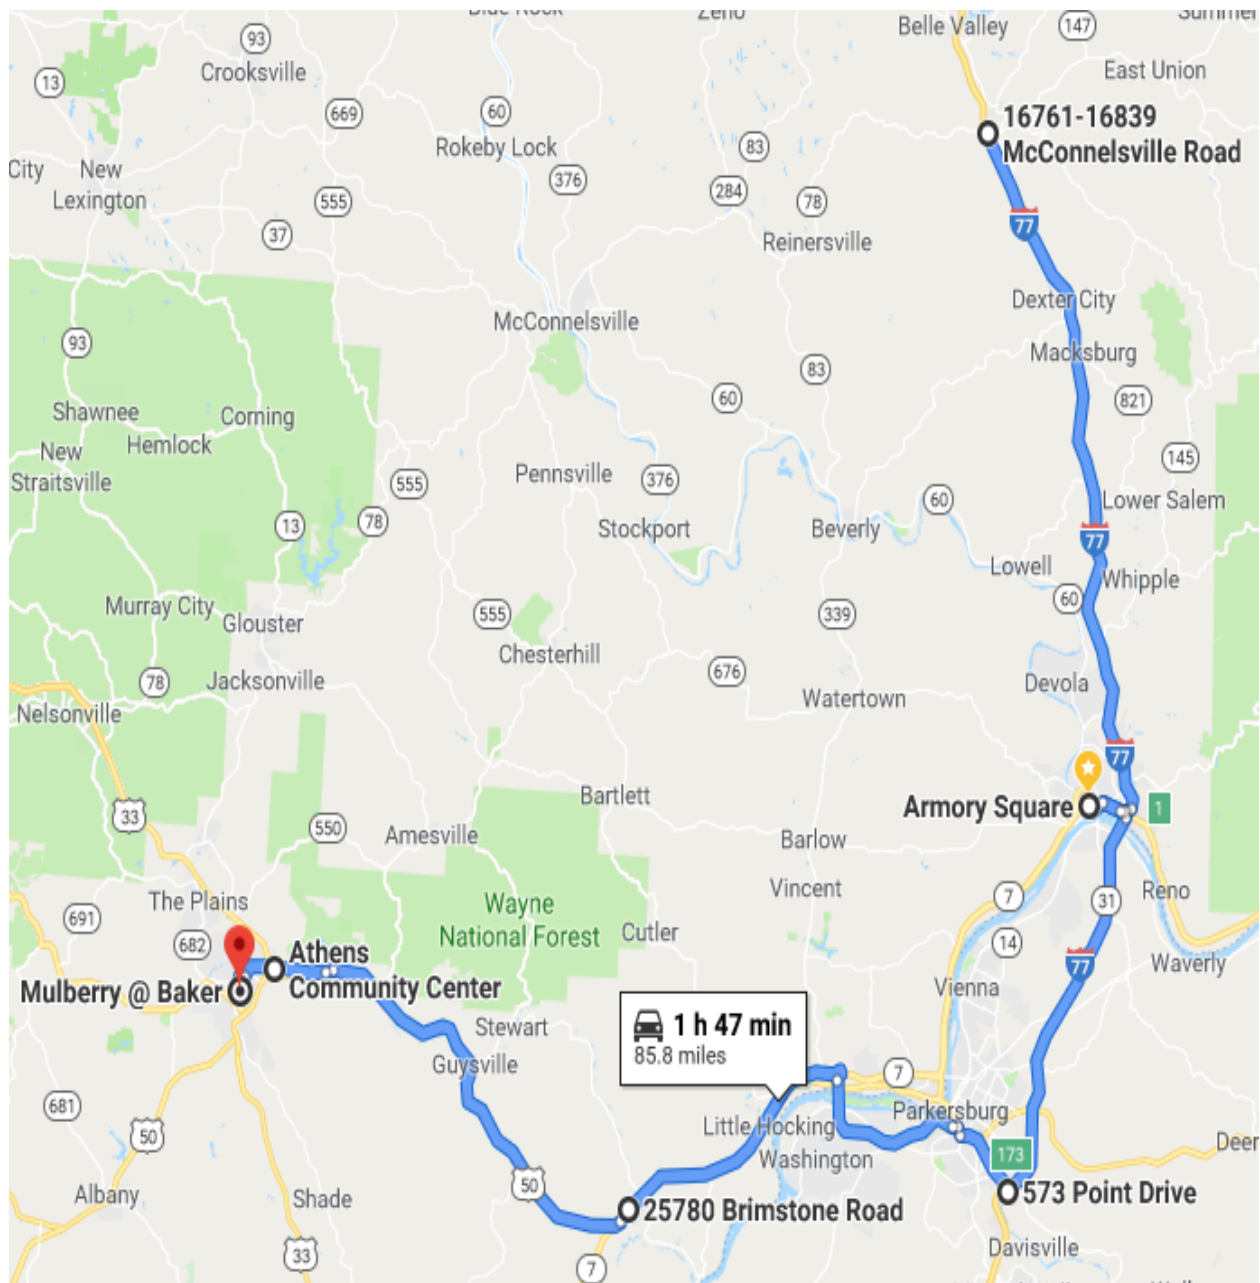 Blue Rock
Zeno
Belle Valley
147
Summer
93
Crooksville
13
East Union
669
60
16761-16839
McConnelsville Road
Rokeby Lock
83
City
New
Lexington
376
284
78
555
77
37
Reinersville
Dexter City
McConnelsville
93
Macksburg
83
60
821
Shawnee
Corning
Hemlock
New
Straitsville
145
Pennsville
376
555
60
Lower Salem
78
13
Stockport
Beverly
77
Lowell
Whipple
60
Murray City
Glouster
555
339
Chesterhill
676
78
Jacksonville
Devola
Watertown
Nelsonville
77
Bartlett
Armory Square
1
33
550
Amesville
Barlow
Vincent
Reno
The Plains
Wayne
National Forest
7
31
691
682
Cutler
14
Athens
Community Center
77
Waverly
Mulberry @ Baker
Vienna
Stewart
1 h 47 min
85.8 miles
Guysville
7
681
Parkersburg
Little Hocking
50
Washington
173
Deer
50
Albany
Shade
25780 Brimstone Road
573 Point Drive
33
7
Davisville